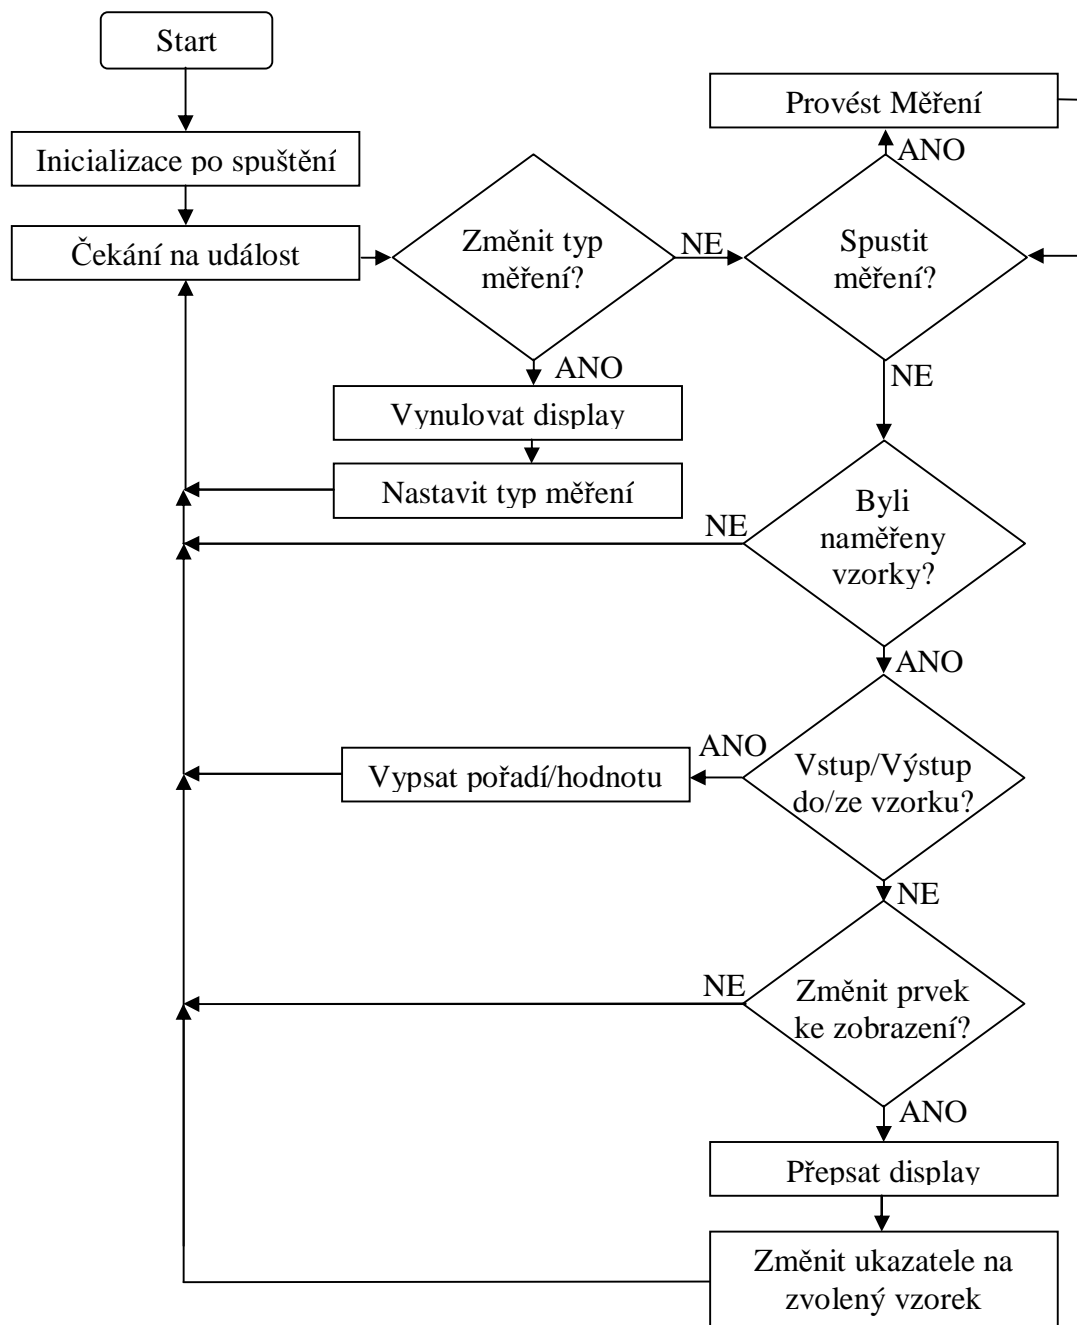 Start
Provést Měření
ANO
Inicializace po spuštění
Čekání na událost
Změnit typ
měření?
NE
Spustit
měření?
ANO
NE
Vynulovat display
Nastavit typ měření
NE
Byli
naměřeny
vzorky?
ANO
ANO
Vypsat pořadí/hodnotu
Vstup/Výstup
do/ze vzorku?
NE
NE
Změnit prvek
ke zobrazení?
ANO
Přepsat display
Změnit ukazatele na
zvolený vzorek